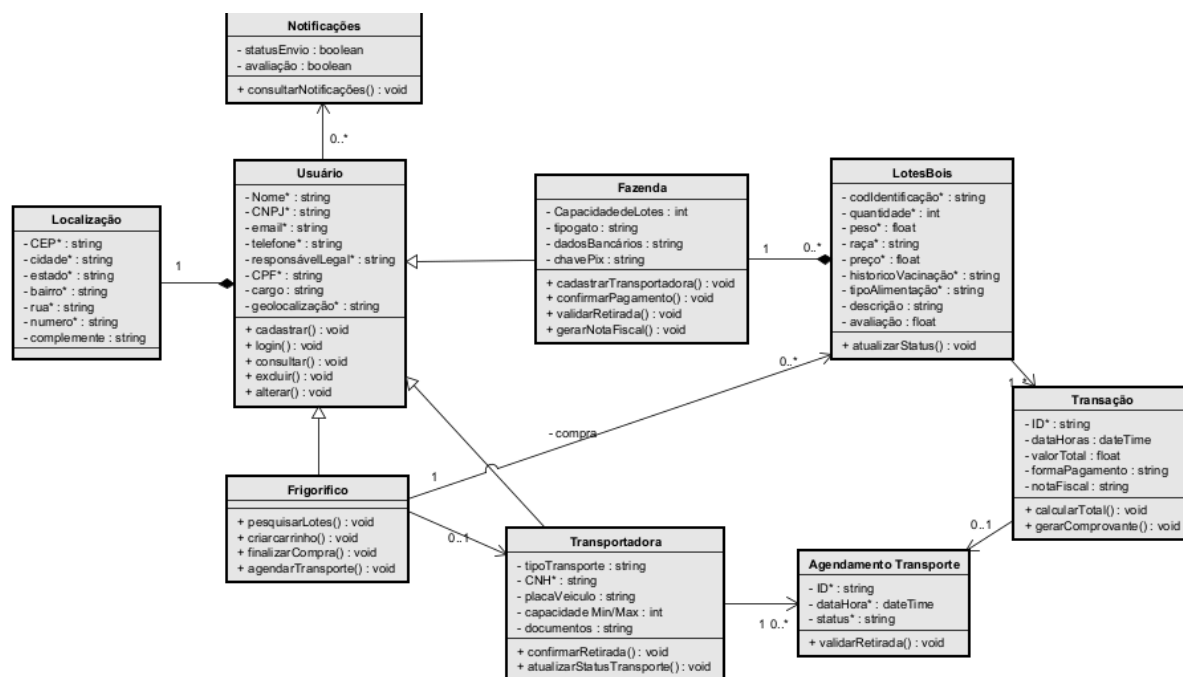 Notificações
- statusEnvio : boolean
- avaliação : boolean
+ consultarNotificações() : void
0..*
Usuário
- Nome* : string
- CNPJ* : string
- email* : string
- telefone* : string
- responsávelLegal* : string
- CPF* : string
- cargo : string
- geolocalização* : string
+ cadastrar() : void
+ login() : void
+ consultar() : void
+ excluir() : void
+ alterar() : void
Localização
- CEP* : string
- cidade* : string
- estado* : string
- bairro* : string
- rua* : string
- numero* : string
- complemente : string
1
Fazenda
- CapacidadedeLotes : int
- tipogato : string
- dadosBancários : string
- chavePix : string
+ cadastrarTransportadora() : void
+ confirmarPagamento() : void
+ validarRetirada() : void
+ gerarNotaFiscal() : void
1
0..*
LotesBois
- codIdentificação* : string
- quantidade* : int
- peso* : float
- raça* : string
- preço* : float
- historicoVacinação* : string
- tipoAlimentação* : string
- descrição : string
- avaliação : float
+ atualizarStatus() : void
0..*
1..*
- compra
1
Transação
- ID* : string
- dataHoras : dateTime
- valorTotal : float
- formaPagamento : string
- notaFiscal : string
+ calcularTotal() : void
+ gerarComprovante() : void
0..1
Frigorifico
+ pesquisarLotes() : void
+ criarcarrinho() : void
+ finalizarCompra() : void
+ agendarTransporte() : void
0..1
Transportadora
- tipoTransporte : string
- CNH* : string
- placaVeiculo : string
- capacidade Min/Max : int
- documentos : string
+ confirmarRetirada() : void
+ atualizarStatusTransporte() : void
1 0..*
Agendamento Transporte
- ID* : string
- dataHora* : dateTime
- status* : string
+ validarRetirada() : void